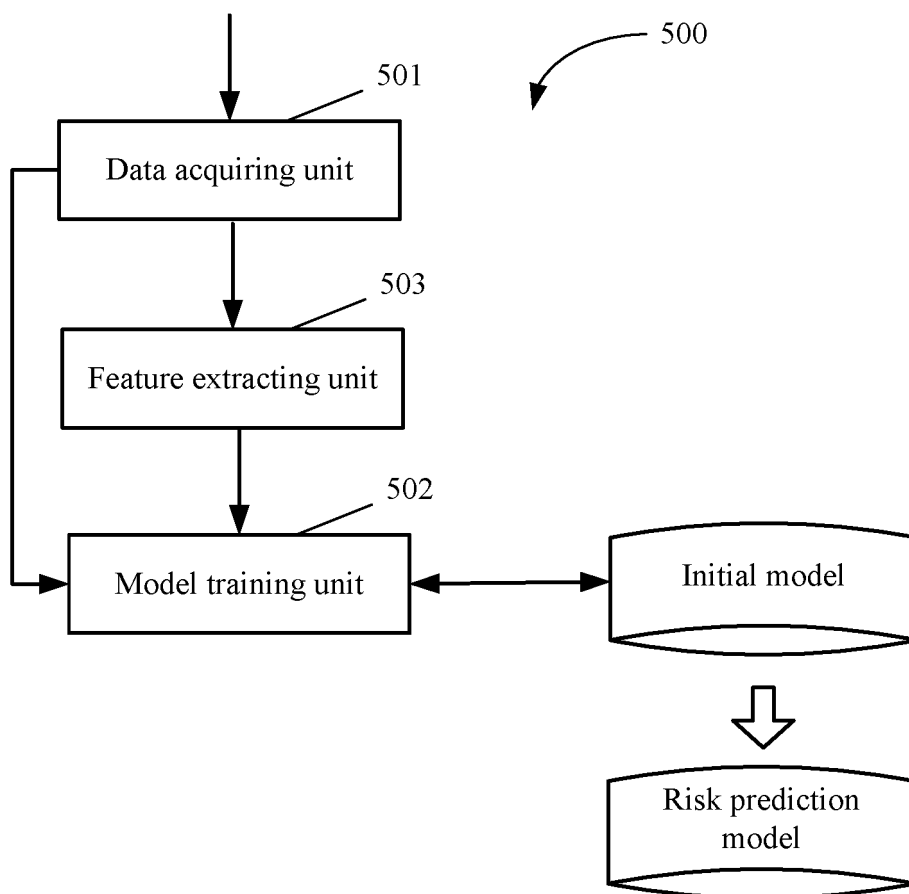 500
501
Data acquiring unit
503
Feature extracting unit
502
Model training unit
Initial model
Risk prediction
model